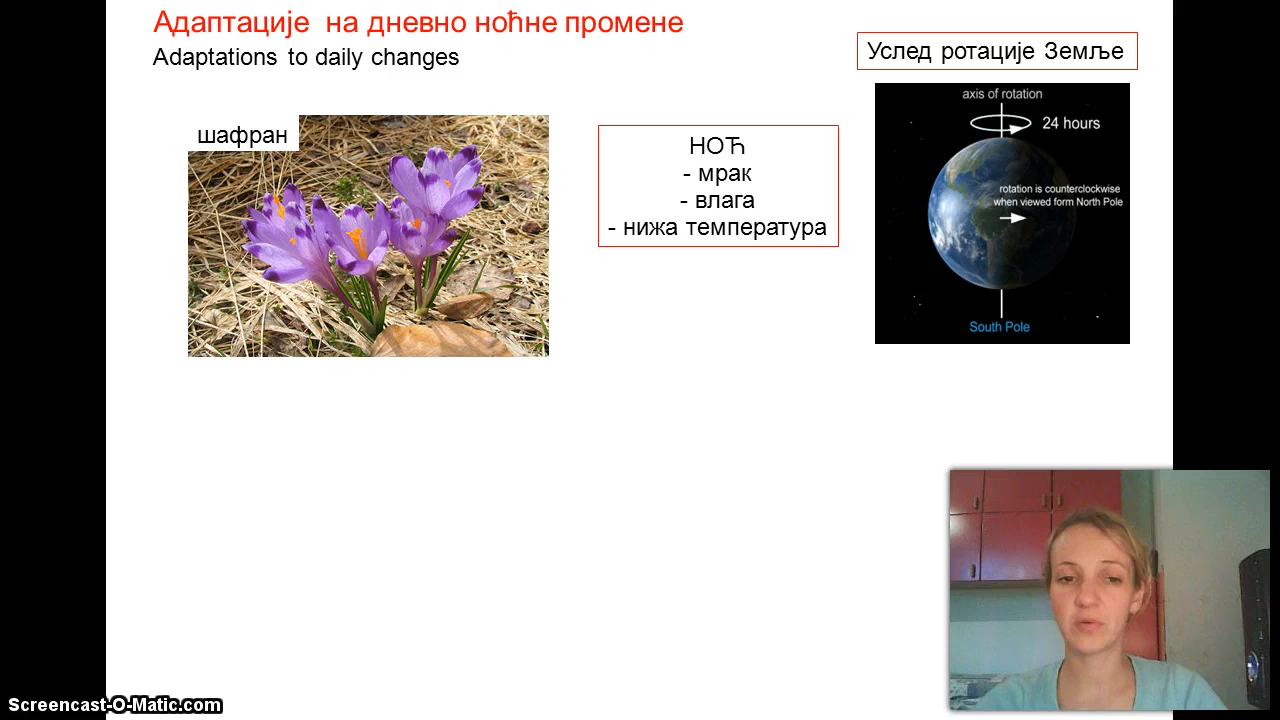 Адаптације на дневно ноћне промене
Adaptations to daily changes
Услед ротације Земље
шафран
НОЋ
- мрак
- влага
- нижа температура
axis of rotation
24 hours
rotation is counterclockwise
when viewed form North Pole
South Pole
Screencast-O-Matic.com